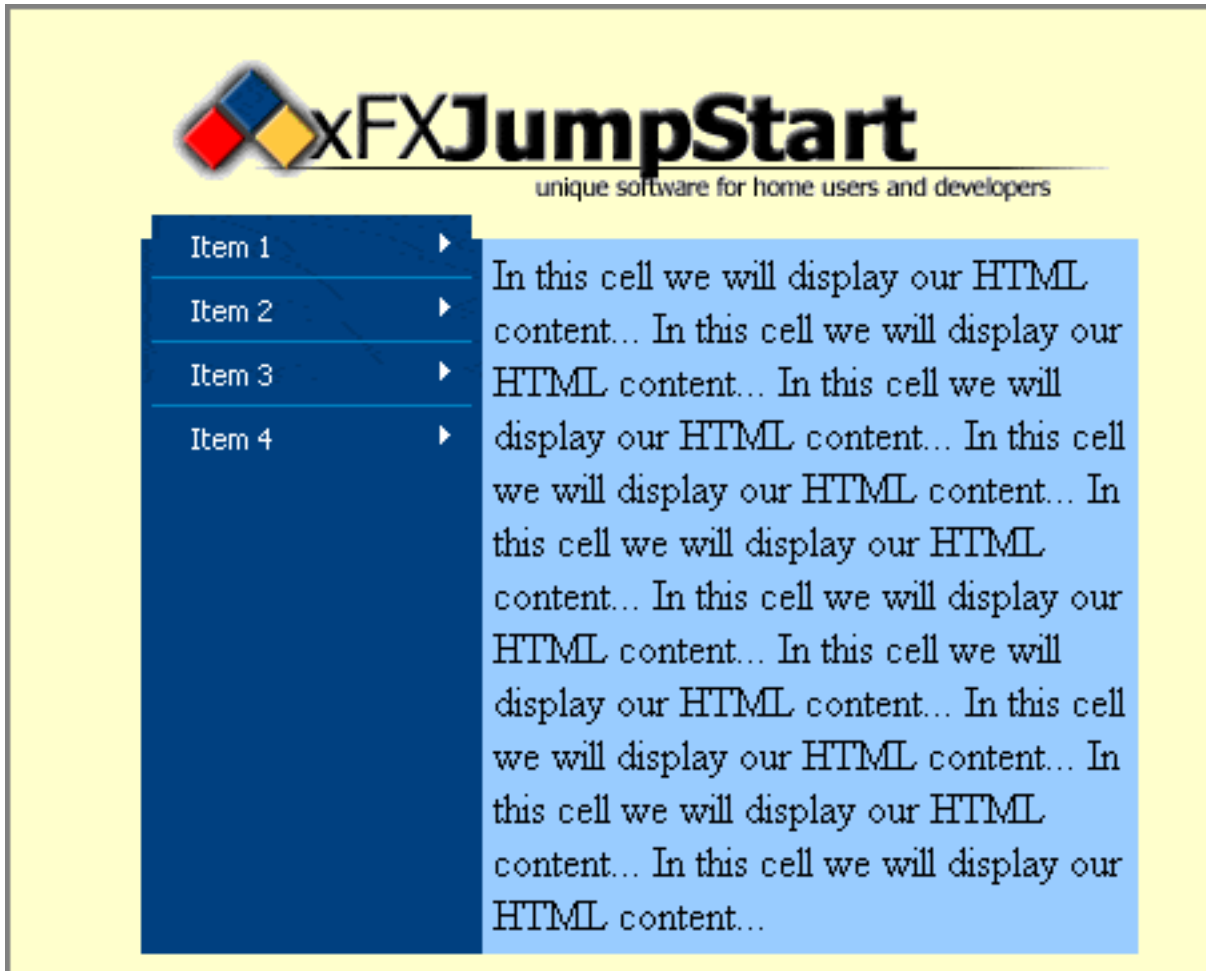 xFXJumpStart
unique software for home users and developers
Item 1
Item 2
Item 3
Item 4
In this cell we will display our HTML
content... In this cell we will display our
HTML content... In this cell we will
display our HTML content... In this cell
we will display our HTML content... In
this cell we will display our HTML
content... In this cell we will display our
HTML content... In this cell we will
display our HTML content... In this cell
we will display our HTML content... In
this cell we will display our HTML
content... In this cell we will display our
HTML content...